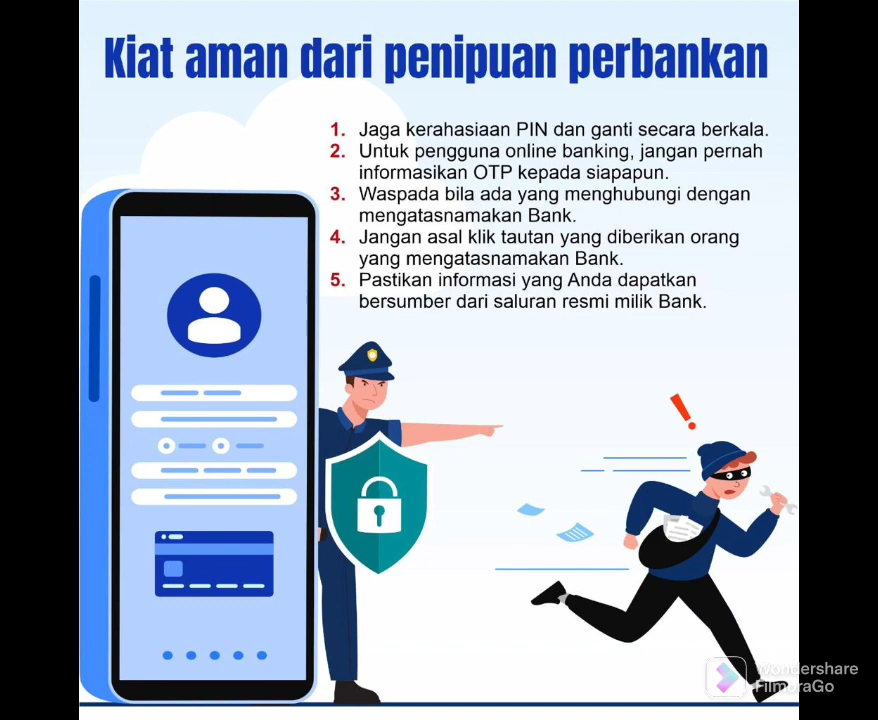 Kiat aman dari penipuan perbankan
1. Jaga kerahasiaan PIN dan ganti secara berkala.
2. Untuk pengguna online banking, jangan pernah
informasikan OTP kepada siapapun.
3. Waspada bila ada yang menghubungi dengan
mengatasnamakan Bank.
4. Jangan asal klik tautan yang diberikan orang
yang mengatasnamakan Bank.
5. Pastikan informasi yang Anda dapatkan
bersumber dari saluran resmi milik Bank.
Wondershare
FilmoraGo